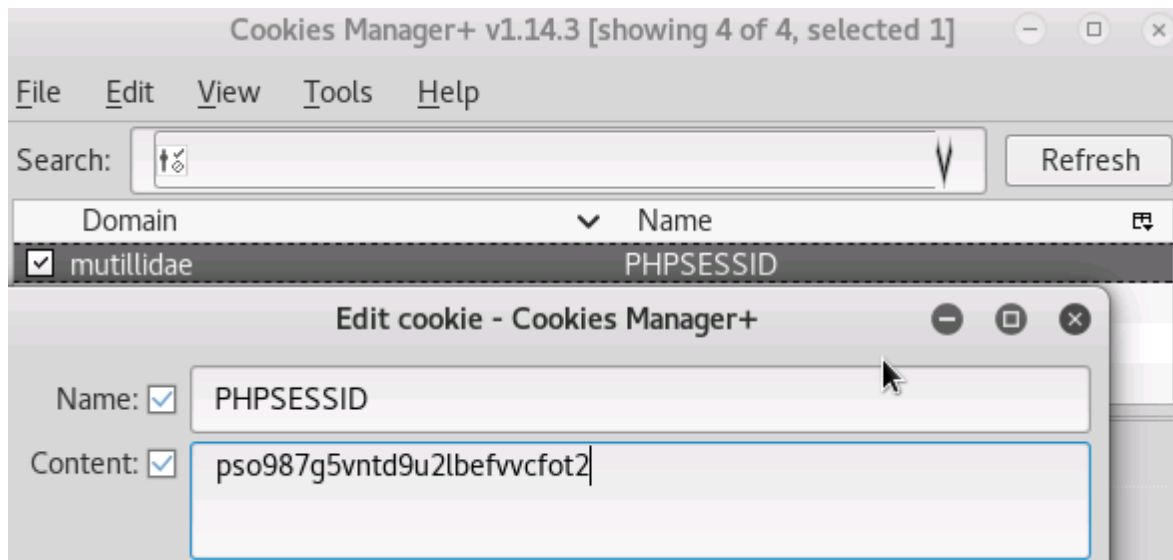 Cookies Manager+ v1.14.3 [showing 4 of 4, selected 1]
File Edit View Tools Help
Search: Refresh
Domain Name
mutillidae PHPSESSID
Edit cookie - Cookies Manager+
Name: PHPSESSID
Content: pso987g5vntd9u2lbefvvcfot2